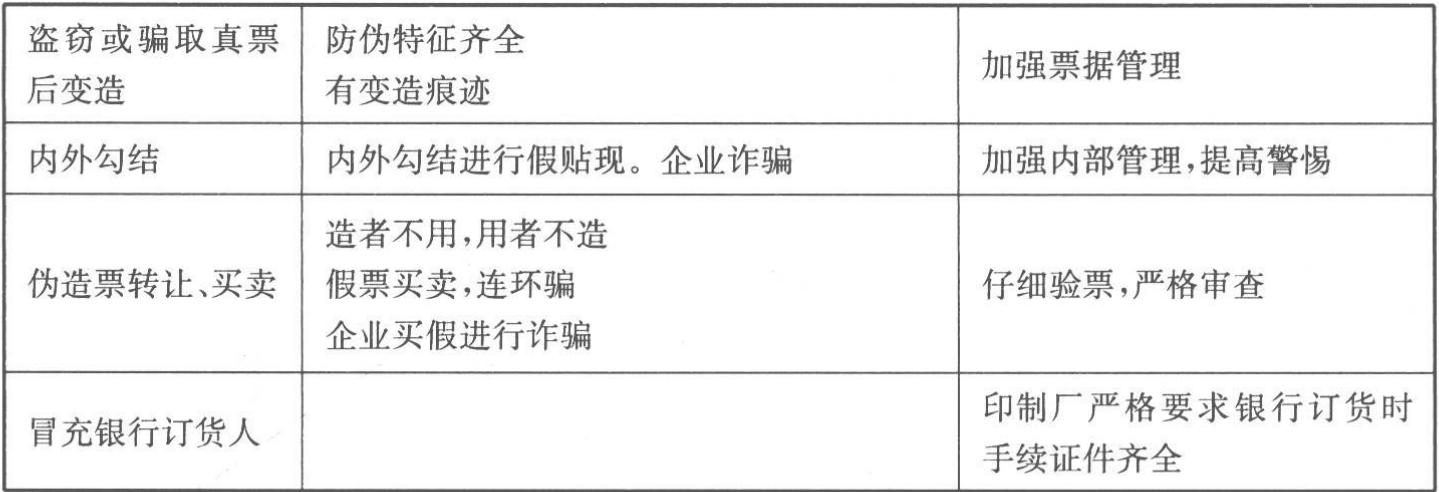 盗窃或骗取真票
后变造
防伪特征齐全
有变造痕迹
加强票据管理
内外勾结
内外勾结进行假贴现。企业诈骗
加强内部管理,提高警惕
伪造票转让、买卖
造者不用,用者不造
假票买卖,连环骗
企业买假进行诈骗
仔细验票,严格审查
冒充银行订货人
印制厂严格要求银行订货时
手续证件齐全